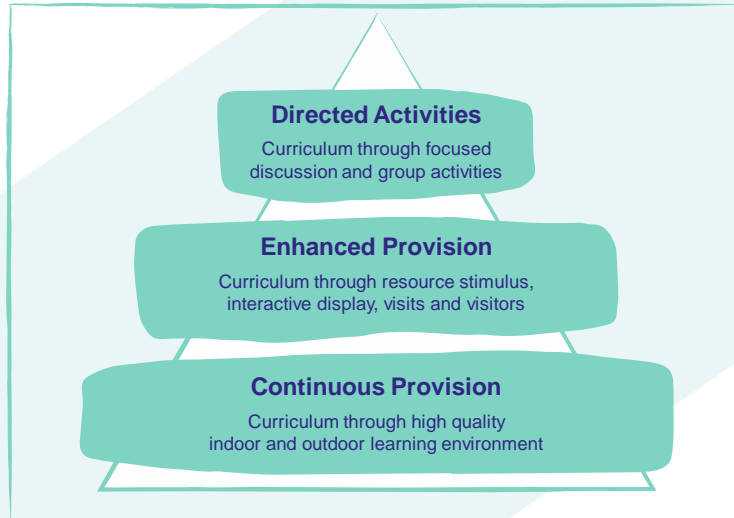 Directed Activities
Curriculum through focused
discussion and group activities
Enhanced Provision
Curriculum through resource stimulus,
interactive display, visits and visitors
Continuous Provision
Curriculum through high quality
indoor and outdoor learning environment